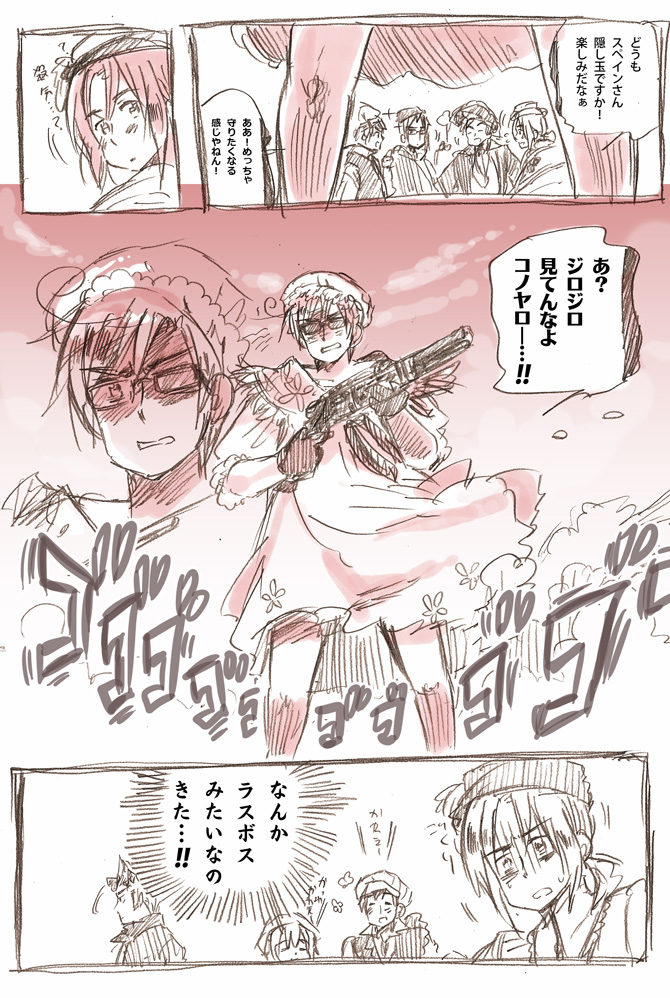 どうも
スペインさん
隠し玉ですか！
楽しみだなぁ
ああ！めっちゃ
守りたくなる
感じやねん！
あ？
ジロジロ
見てんなよ
コノヤロー…!!
ゴゴゴゴゴゴゴゴゴ
なんか
ラスボス
みたいなの
きた…!!